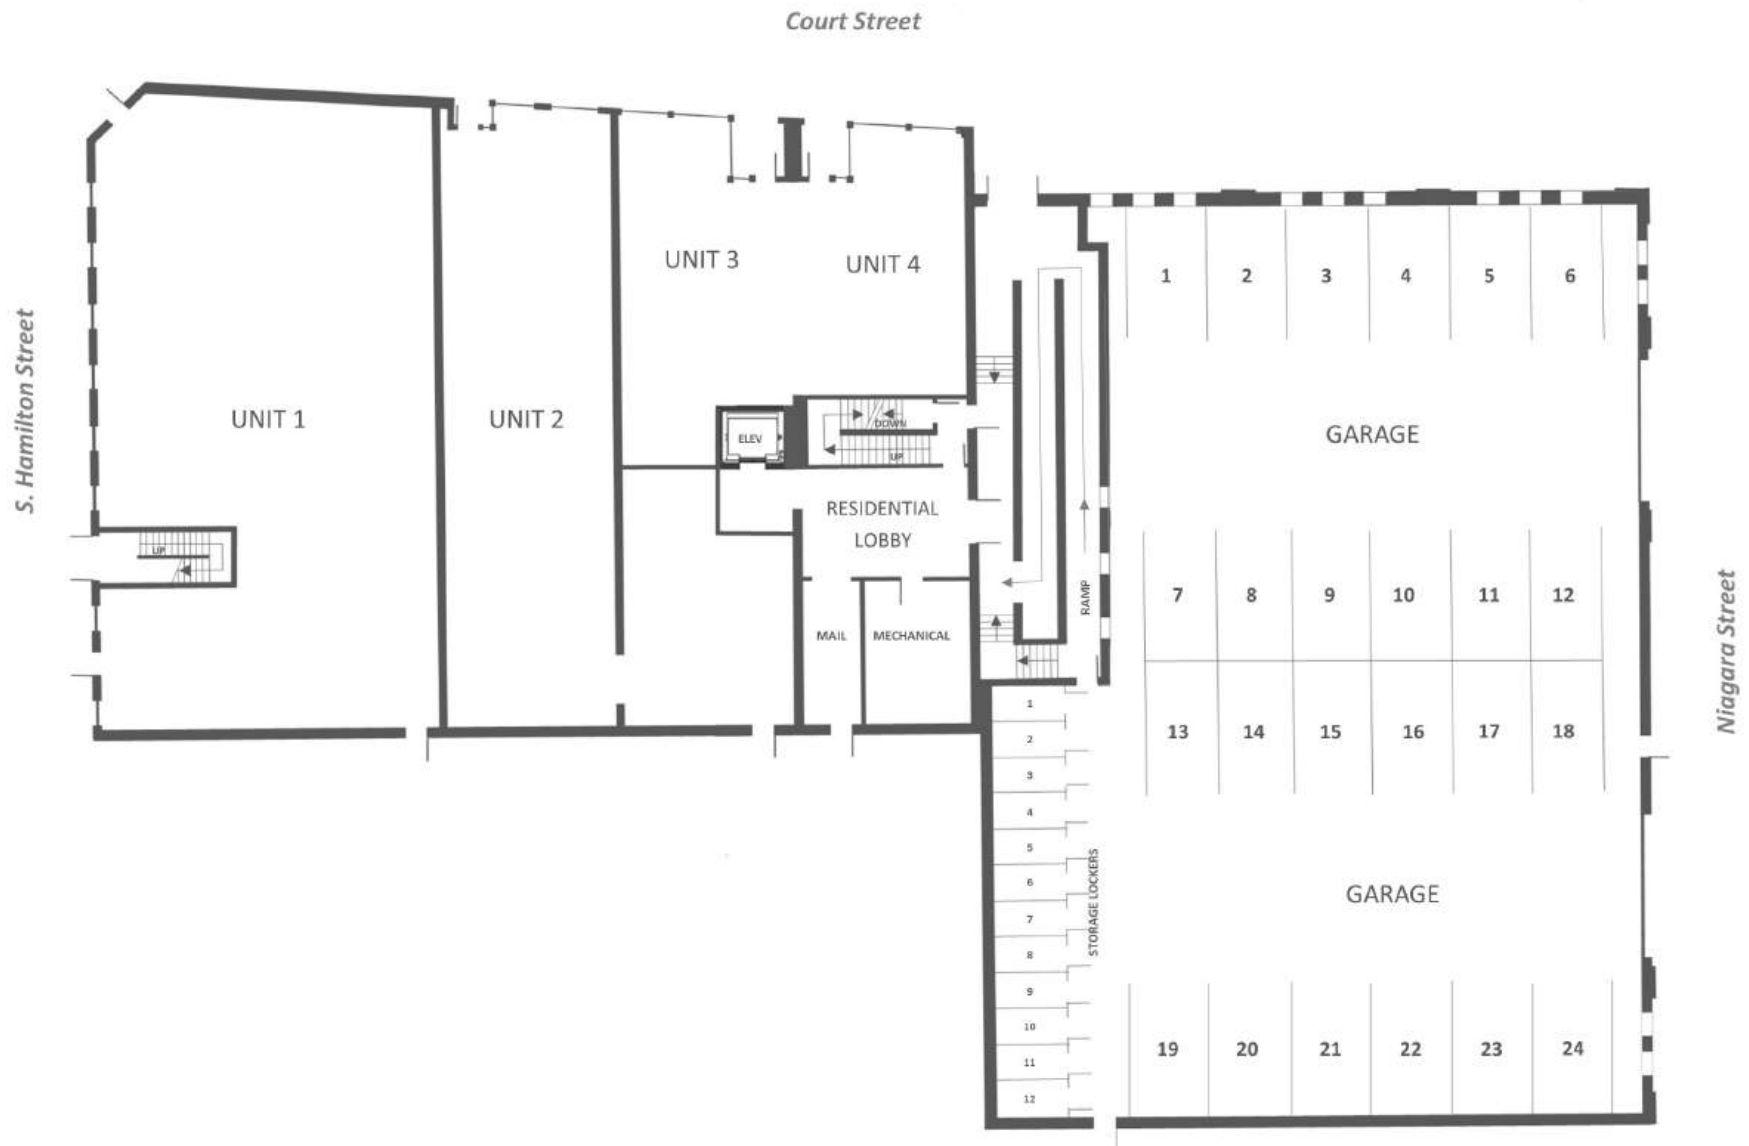 Court Street
S. Hamilton Street
UNIT 1
UP
UNIT 2
UNIT 3
UNIT 4
ELEV
DOWN
UP
RESIDENTIAL
LOBBY
MAIL
MECHANICAL
RAMP
1
2
3
4
5
6
GARAGE
7
8
9
10
11
12
13
14
15
16
17
18
GARAGE
19
20
21
22
23
24
1
2
3
4
5
6
7
8
9
10
11
12
STORAGE LOCKERS
Niagara Street